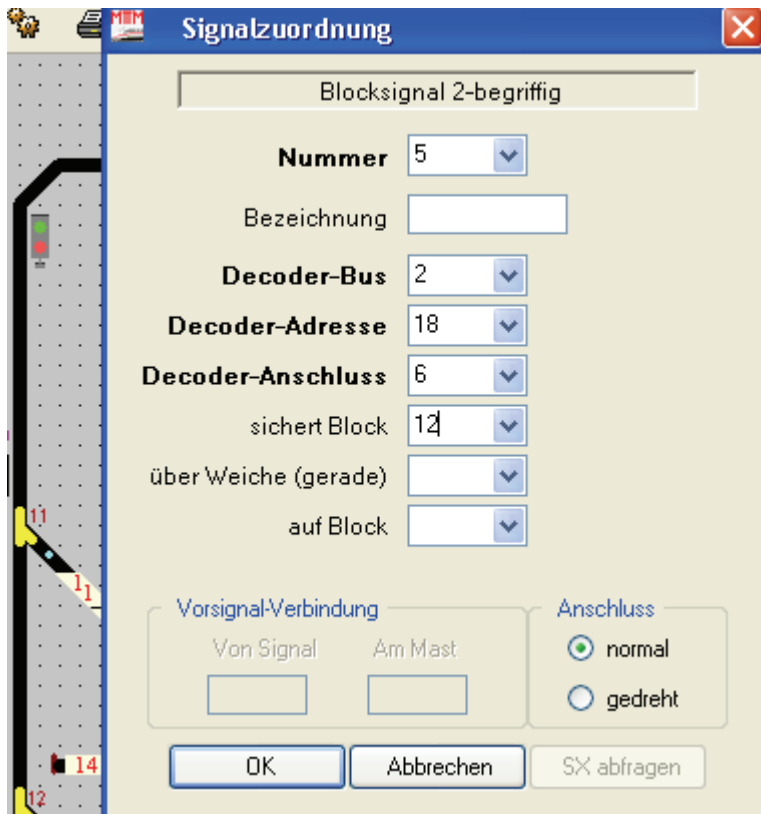 MTTM
Signalzuordnung
Blocksignal 2-begriffig
Nummer 5
Bezeichnung
Decoder-Bus 2
Decoder-Adresse 18
Decoder-Anschluss 6
sichert Block 12
über Weiche (gerade)
auf Block
11
11
Vorsignal-Verbindung Anschluss
Von Signal Am Mast normal
gedreht
14
OK Abbrechen SX abfragen
12